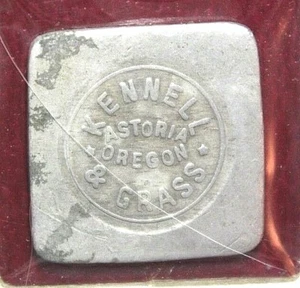 KENNELL
ASTORIA
OREGON
& GRASS